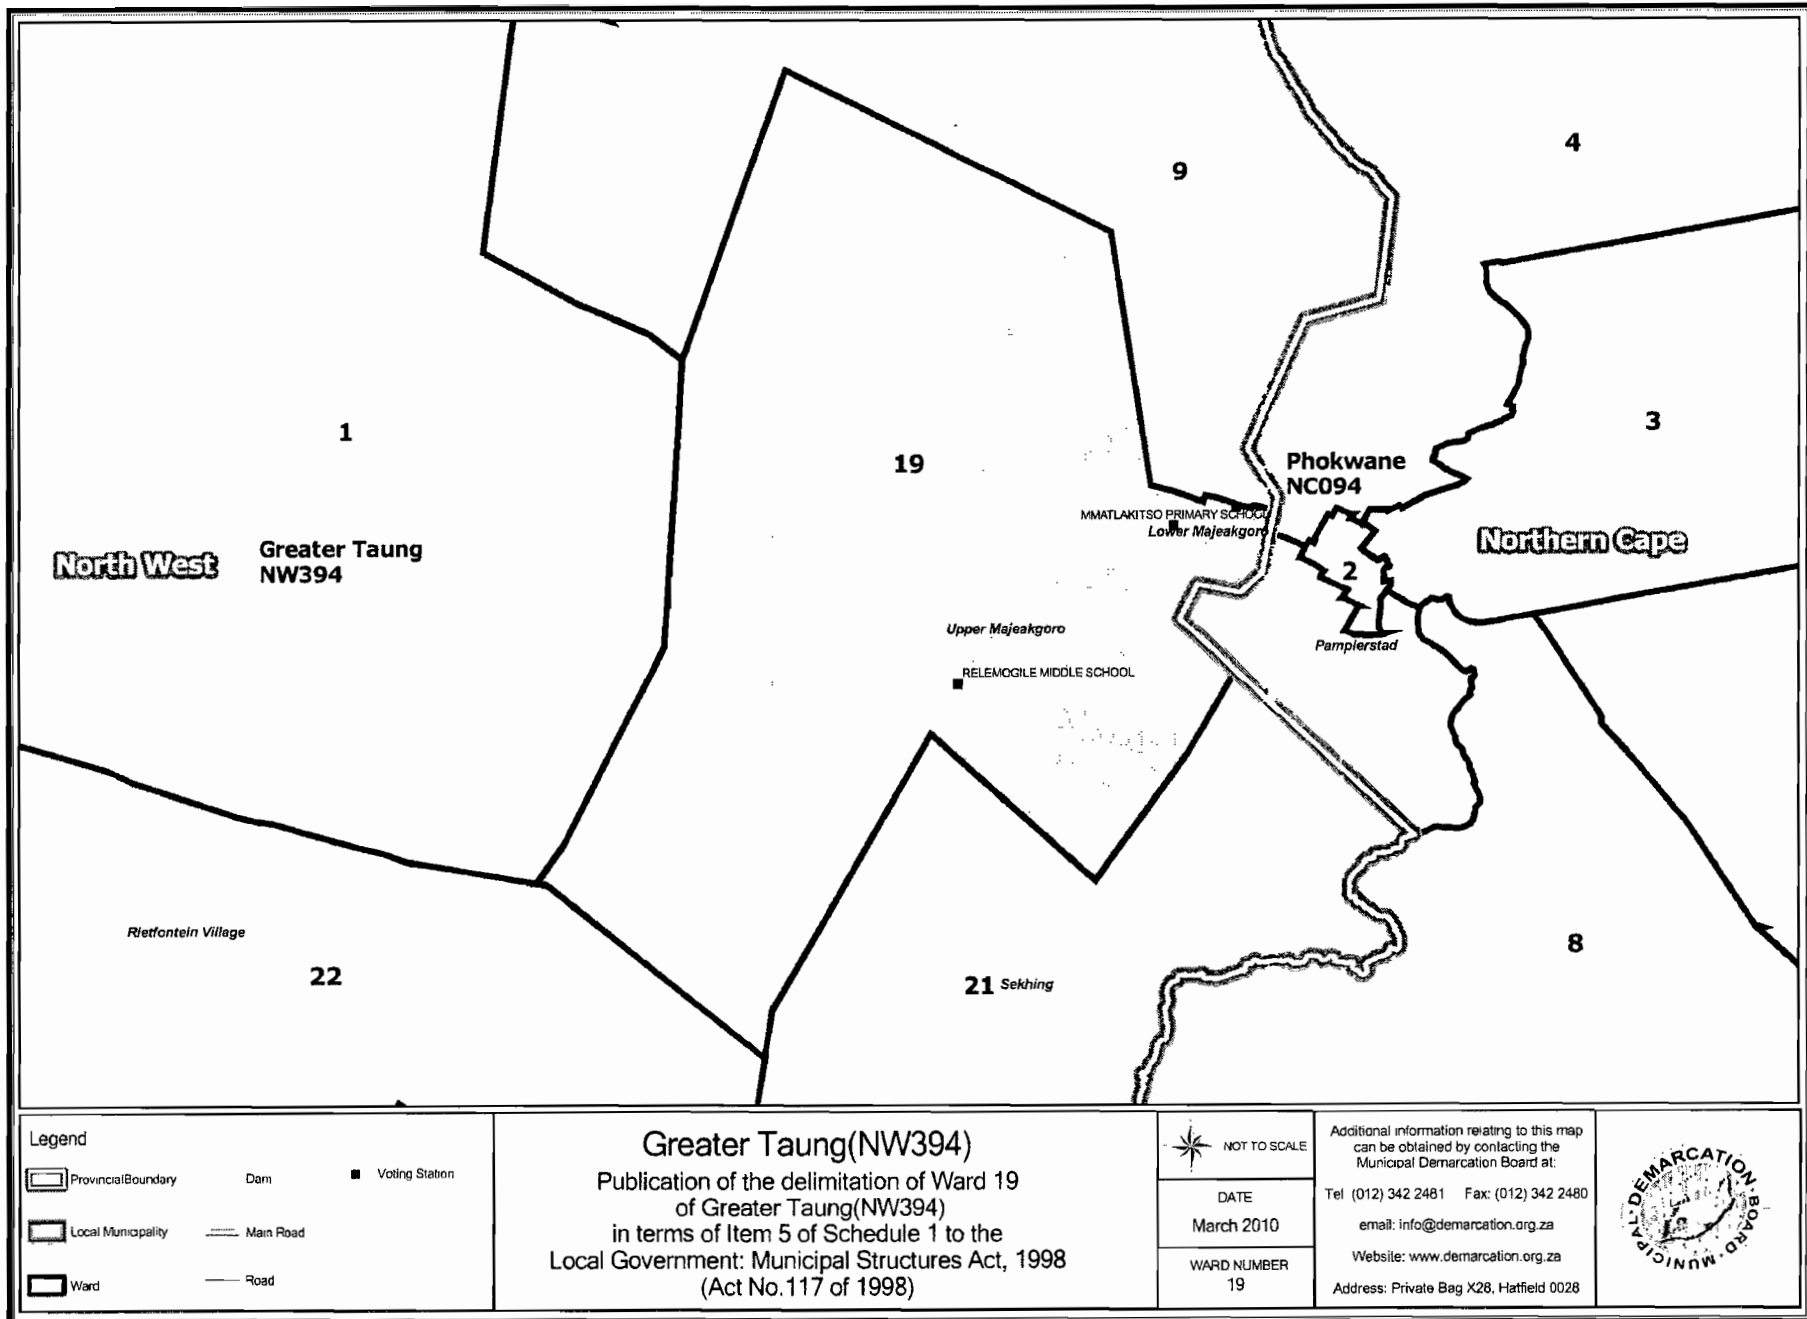 4
9
1
3
19
Phokwane
NC094
MMATLAKITSO PRIMARY SCHOOL
Lower Majeakgoro
North West
Greater Taung
NW394
Northern Cape
2
Upper Majeakgoro
Pampierstad
RELEMOGILE MIDDLE SCHOOL
Rietfontein Village
22
21 Sekhing
8
Legend
Provincial Boundary
Dam
Voting Station
Local Municipality
Main Road
Ward
Road
Greater Taung(NW394)
Publication of the delimitation of Ward 19
of Greater Taung(NW394)
in terms of Item 5 of Schedule 1 to the
Local Government: Municipal Structures Act, 1998
(Act No.117 of 1998)
NOT TO SCALE
DATE
March 2010
WARD NUMBER
19
Additional information relating to this map
can be obtained by contacting the
Municipal Demarcation Board at:
Tel (012) 342 2481 Fax: (012) 342 2480
email: info@demarcation.org.za
Website: www.demarcation.org.za
Address: Private Bag X28, Hatfield 0028
MUNICIPAL · DEMARCATION · BOARD